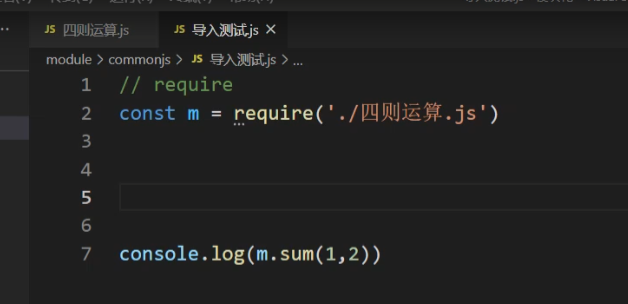 JS 四则运算.js JS 导入测试.js ×
module > commonjs > JS 导入测试.js > ...
1 // require
2 const m = require('./四则运算.js')
3
4
5
6
7 console.log(m.sum(1,2))